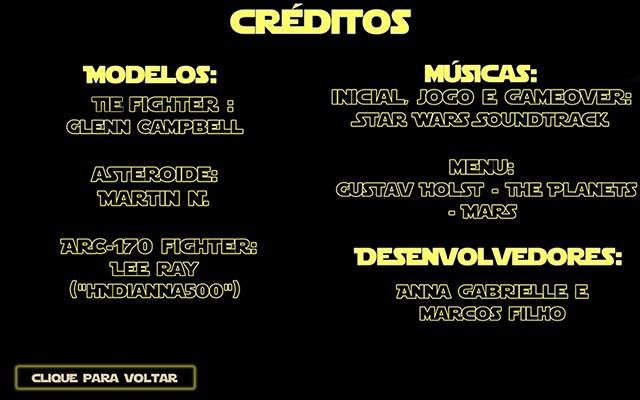 CRÉDITOS
MODELOS:
TIE FIGHTER :
GLENN CAMPBELL
ASTEROIDE:
MARTIN N.
ARC-170 FIGHTER:
LEE RAY
("HNDIANNA500")
MÚSICAS:
INICIAL, JOGO E GAMEOVER:
STAR WARS SOUNDTRACK
MENU:
GUSTAV HOLST - THE PLANETS
- MARS
DESENVOLVEDORES:
ANNA GABRIELLE E
MARCOS FILHO
CLIQUE PARA VOLTAR